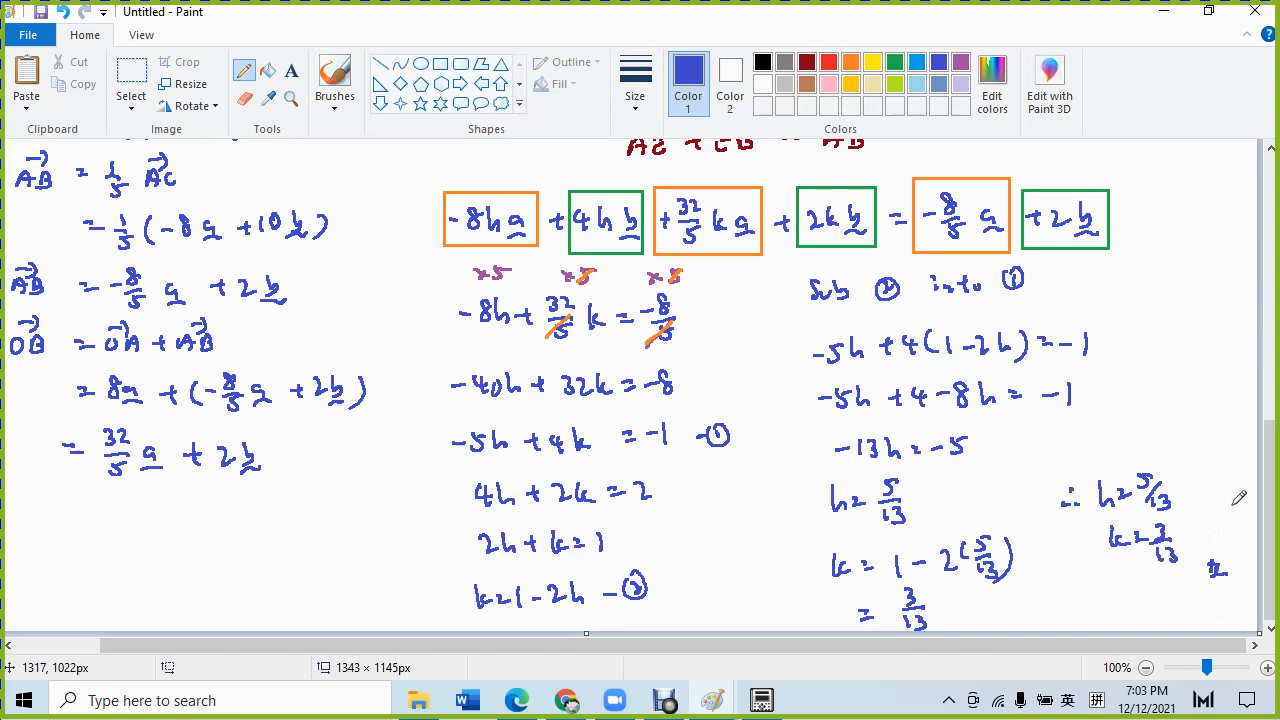 Untitled - Paint
File Home View
Paste
Cut
Copy
Clipboard
Select
Crop
Resize
Rotate
Image
A
Tools
Brushes
Outline
Fill
Shapes
Size
Color 1
Color 2
Colors
Edit colors
Edit with Paint 3D
AB = 1/5 AC
= 1/5 (-8a + 10b)
AB = -8/5 a + 2b
OB = OA + AB
= 8a + (-8/5 a + 2b)
= 32/5 a + 2b
AE + EB = AB
-8ha + 4hb + 32/5 ka + 2kb = -8/5 a + 2b
×5 ×5 ×5
-8h + 32/5 k = -8/5
-40h + 32k = -8
-5h + 4k = -1 -①
4h + 2k = 2
2h + k = 1
k = 1 - 2h - ②
Sub ② into ①
-5h + 4(1 - 2h) = -1
-5h + 4 - 8h = -1
-13h = -5
h = 5/13
k = 1 - 2(5/13)
= 3/13
∴ h = 5/13
k = 3/13
1317, 1022px
1343 × 1145px
100%
Type here to search
英
拼
7:03 PM
12/12/2021